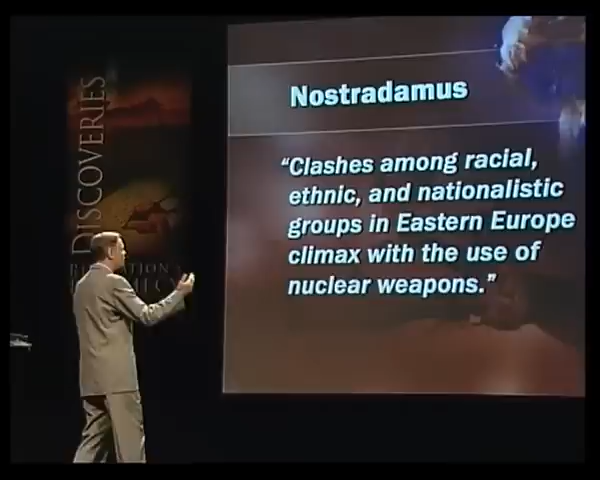 DISCOVERIES
Nostradamus
“Clashes among racial,
ethnic, and nationalistic
groups in Eastern Europe
climax with the use of
nuclear weapons.”